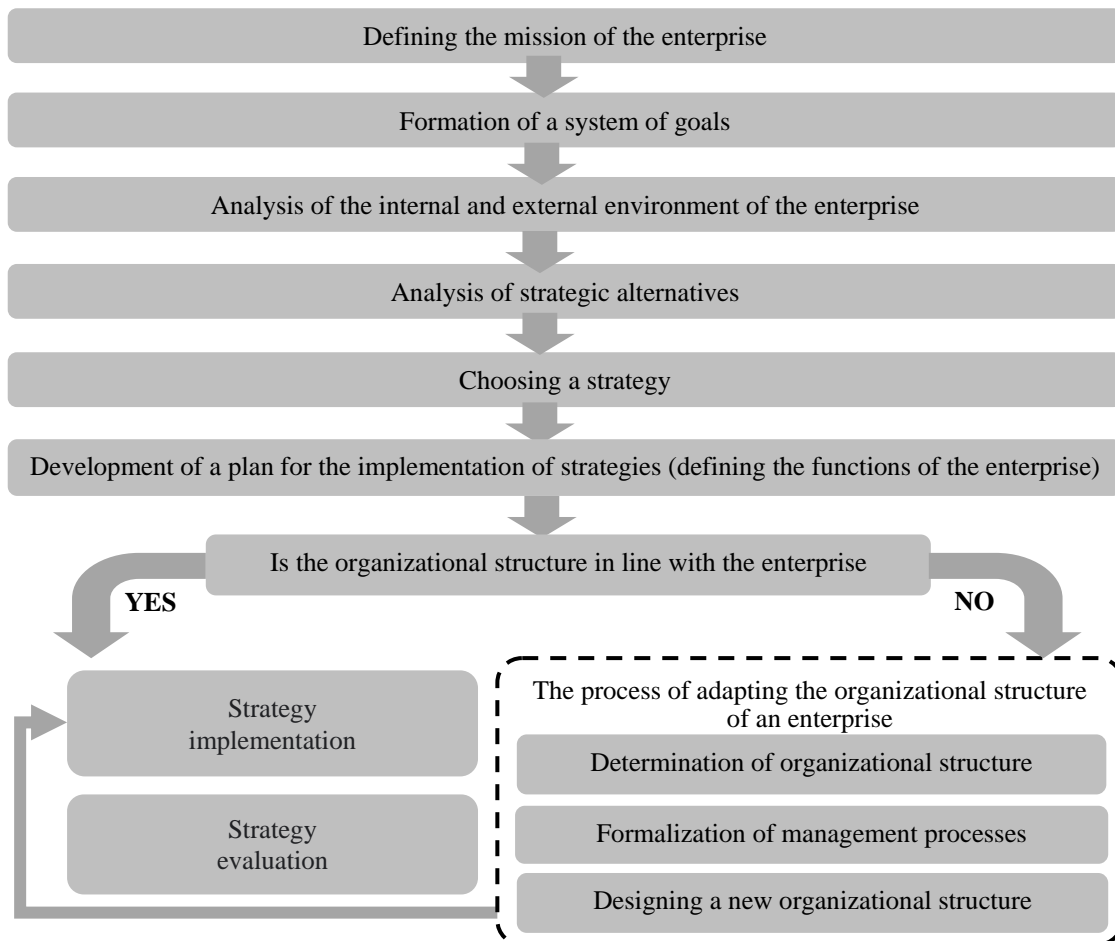 Defining the mission of the enterprise
Formation of a system of goals
Analysis of the internal and external environment of the enterprise
Analysis of strategic alternatives
Choosing a strategy
Development of a plan for the implementation of strategies (defining the functions of the enterprise)
Is the organizational structure in line with the enterprise
YES
NO
Strategy
implementation
Strategy
evaluation
The process of adapting the organizational structure
of an enterprise
Determination of organizational structure
Formalization of management processes
Designing a new organizational structure